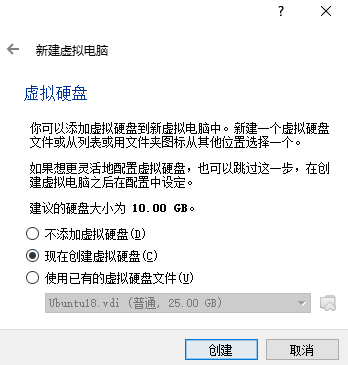 ?
新建虚拟电脑
虚拟硬盘
你可以添加虚拟硬盘到新虚拟电脑中。新建一个虚拟硬盘
文件或从列表或用文件夹图标从其他位置选择一个。
如果想更灵活地配置虚拟硬盘，也可以跳过这一步，在创
建虚拟电脑之后在配置中设定。
建议的硬盘大小为 10.00 GB。
不添加虚拟硬盘(D)
现在创建虚拟硬盘(C)
使用已有的虚拟硬盘文件(U)
Ubuntu18.vdi (普通, 25.00 GB)
创建
取消